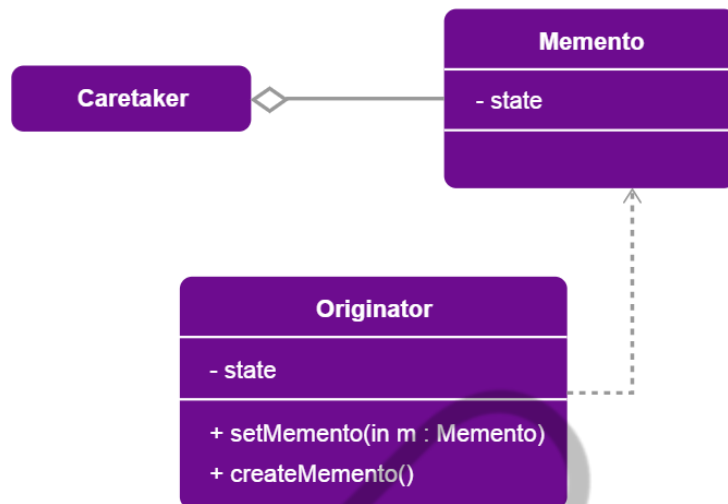 Memento
Caretaker
- state
Originator
- state
+ setMemento(in m : Memento)
+ createMemento()